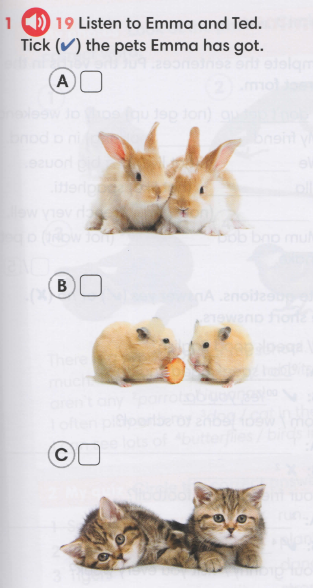 1 19 Listen to Emma and Ted.
Tick (✔) the pets Emma has got.
A
B
C